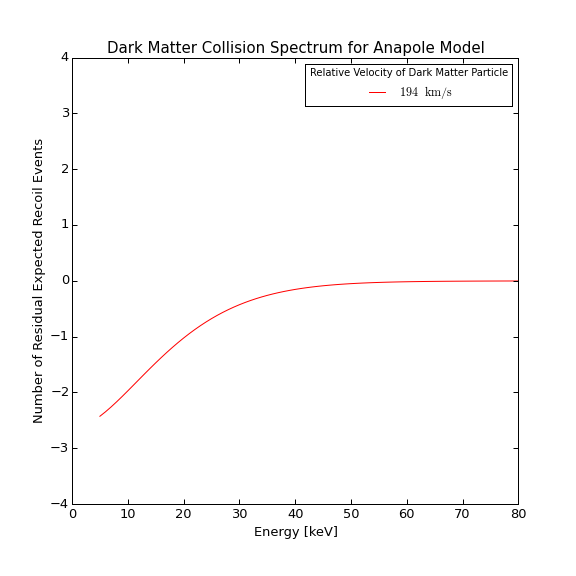 Dark Matter Collision Spectrum for Anapole Model
Relative Velocity of Dark Matter Particle
194 km/s
4
3
2
1
0
−1
−2
−3
−4
Number of Residual Expected Recoil Events
0 10 20 30 40 50 60 70 80
Energy [keV]